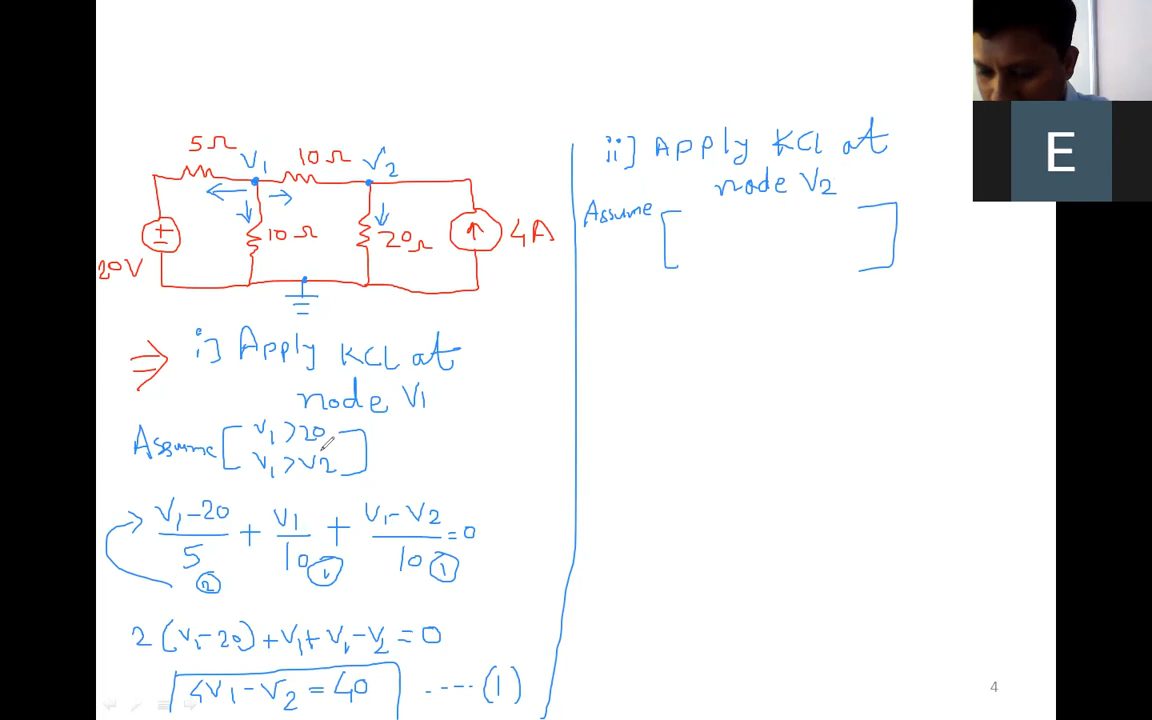 5Ω
V1
10Ω
V2
10Ω
20Ω
4A
20V
⇒ i] Apply KCL at
node V1
Assume [ V1 > 20
V1 > V2 ]
(V1-20)/5 + V1/10 + (V1-V2)/10 = 0
2 1 1
2(V1-20)+V1+V1-V2=0
4V1-V2=40 ----(1)
ii] Apply KCl at
node V2
Assume [ ]
E
4